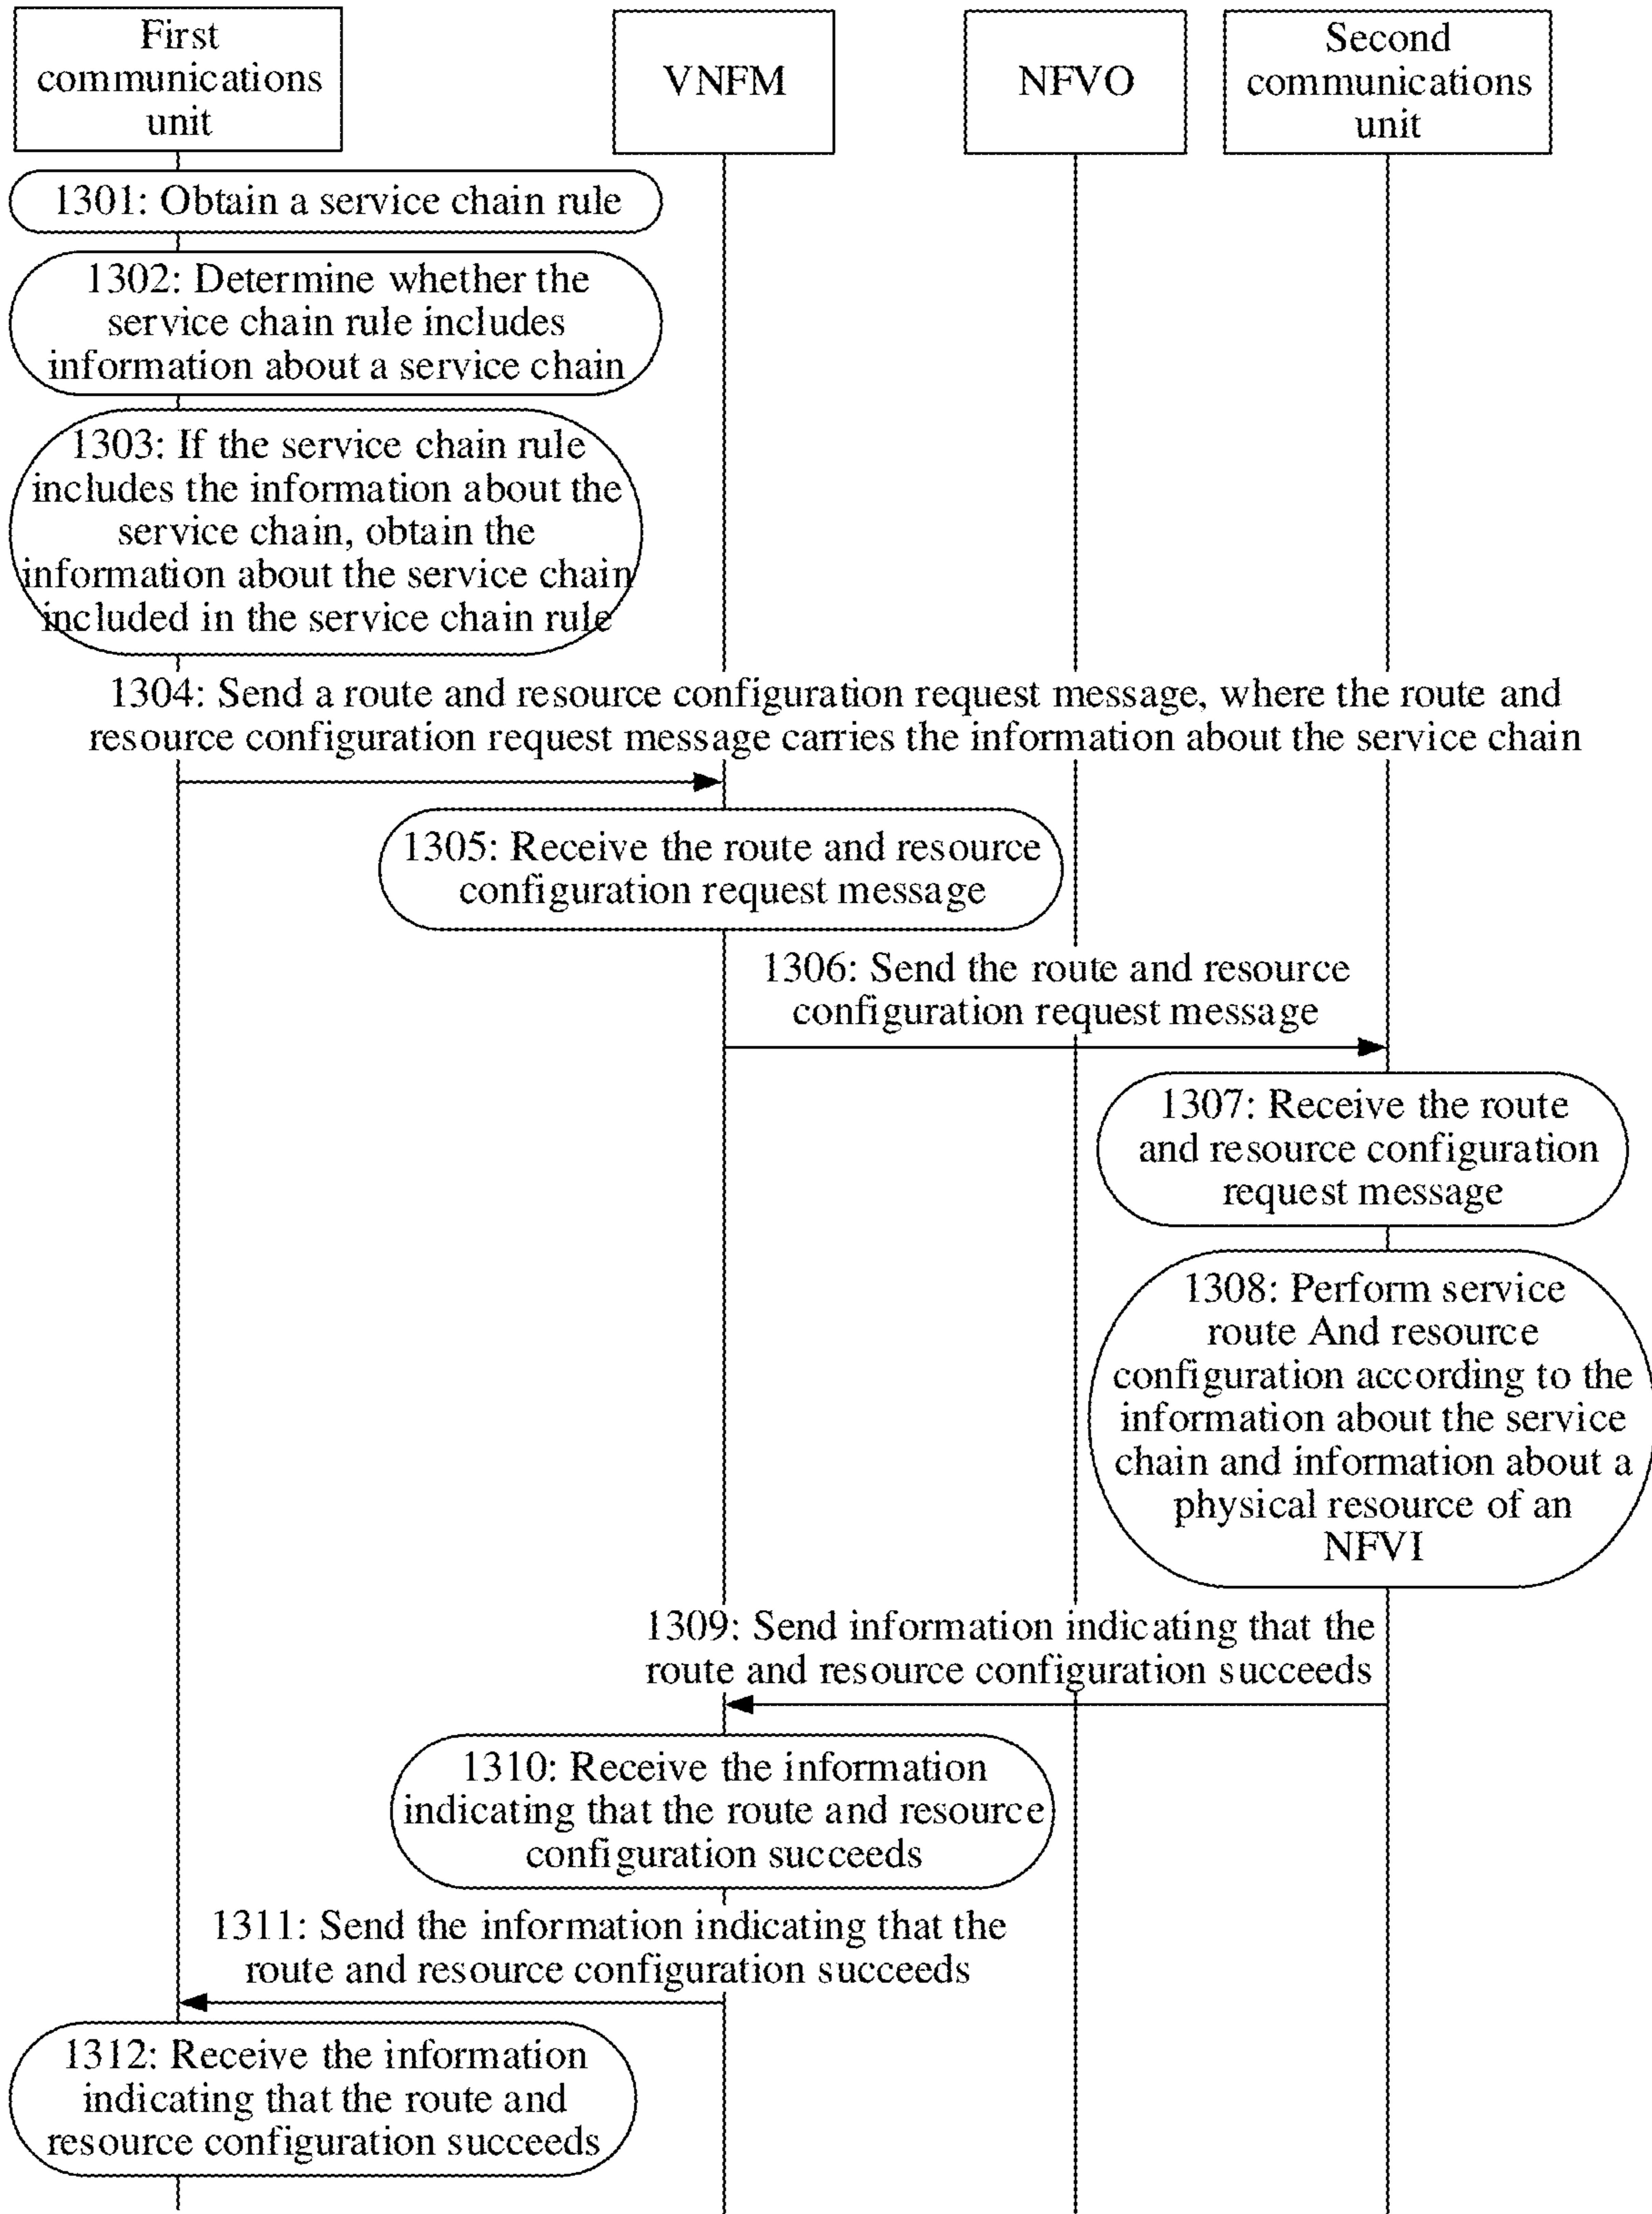 First
communications
unit
VNFM
NFVO
Second
communications
unit
1301: Obtain a service chain rule
1302: Determine whether the
service chain rule includes
information about a service chain
1303: If the service chain rule
includes the information about the
service chain, obtain the
information about the service chain
included in the service chain rule
1304: Send a route and resource configuration request message, where the route and
resource configuration request message carries the information about the service chain
1305: Receive the route and resource
configuration request message
1306: Send the route and resource
configuration request message
1307: Receive the route
and resource configuration
request message
1308: Perform service
route And resource
configuration according to the
information about the service
chain and information about a
physical resource of an
NFVI
1309: Send information indicating that the
route and resource configuration succeeds
1310: Receive the information
indicating that the route and resource
configuration succeeds
1311: Send the information indicating that the
route and resource configuration succeeds
1312: Receive the information
indicating that the route and
resource configuration succeeds